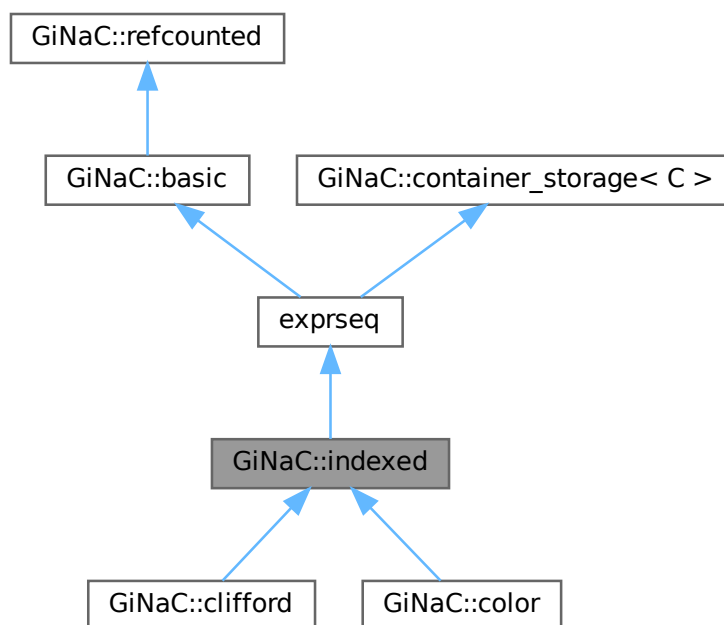 GiNaC::refcounted
GiNaC::basic
GiNaC::container_storage< C >
exprseq
GiNaC::indexed
GiNaC::clifford
GiNaC::color